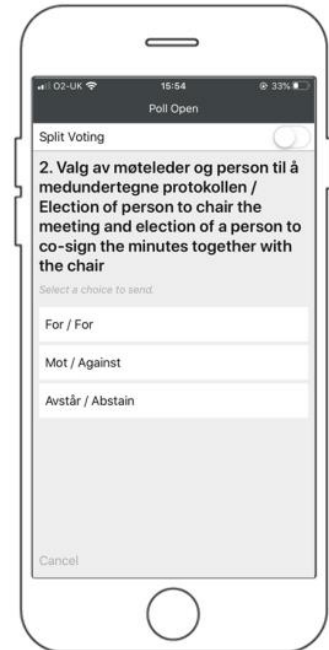 O2-UK 15:54 33%
Poll Open
Split Voting
2. Valg av møteleder og person til å
medundertegne protokollen /
Election of person to chair the
meeting and election of a person to
co-sign the minutes together with
the chair
Select a choice to send.
For / For
Mot / Against
Avstår / Abstain
Cancel